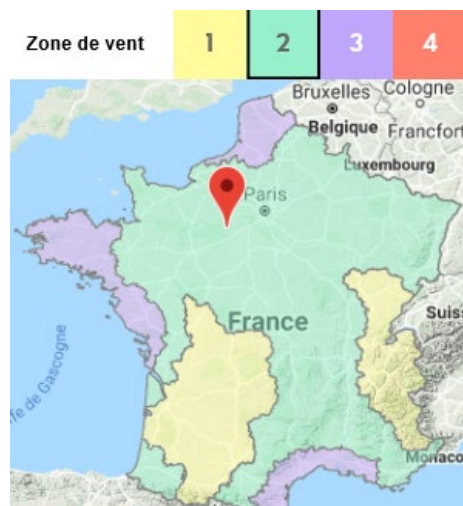 Zone de vent 1 2 3 4
Bruxelles Cologne
Belgique Francfort
Luxembourg
Paris
France
Suiss
fe de Gascogne
Monaco